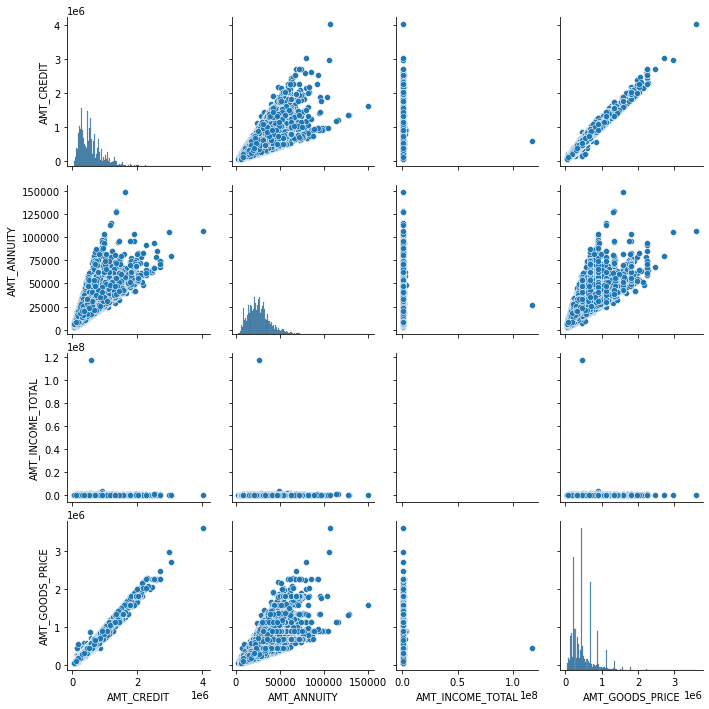 1e6
4
3
2
1
0
AMT_CREDIT
150000
125000
100000
75000
50000
25000
0
AMT_ANNUITY
1e8
1.2
1.0
0.8
0.6
0.4
0.2
0.0
AMT_INCOME_TOTAL
1e6
3
2
1
0
AMT_GOODS_PRICE
0 2 4
1e6
AMT_CREDIT
0 50000 100000 150000
AMT_ANNUITY
0.0 0.5 1.0
1e8
AMT_INCOME_TOTAL
0 1 2 3
1e6
AMT_GOODS_PRICE